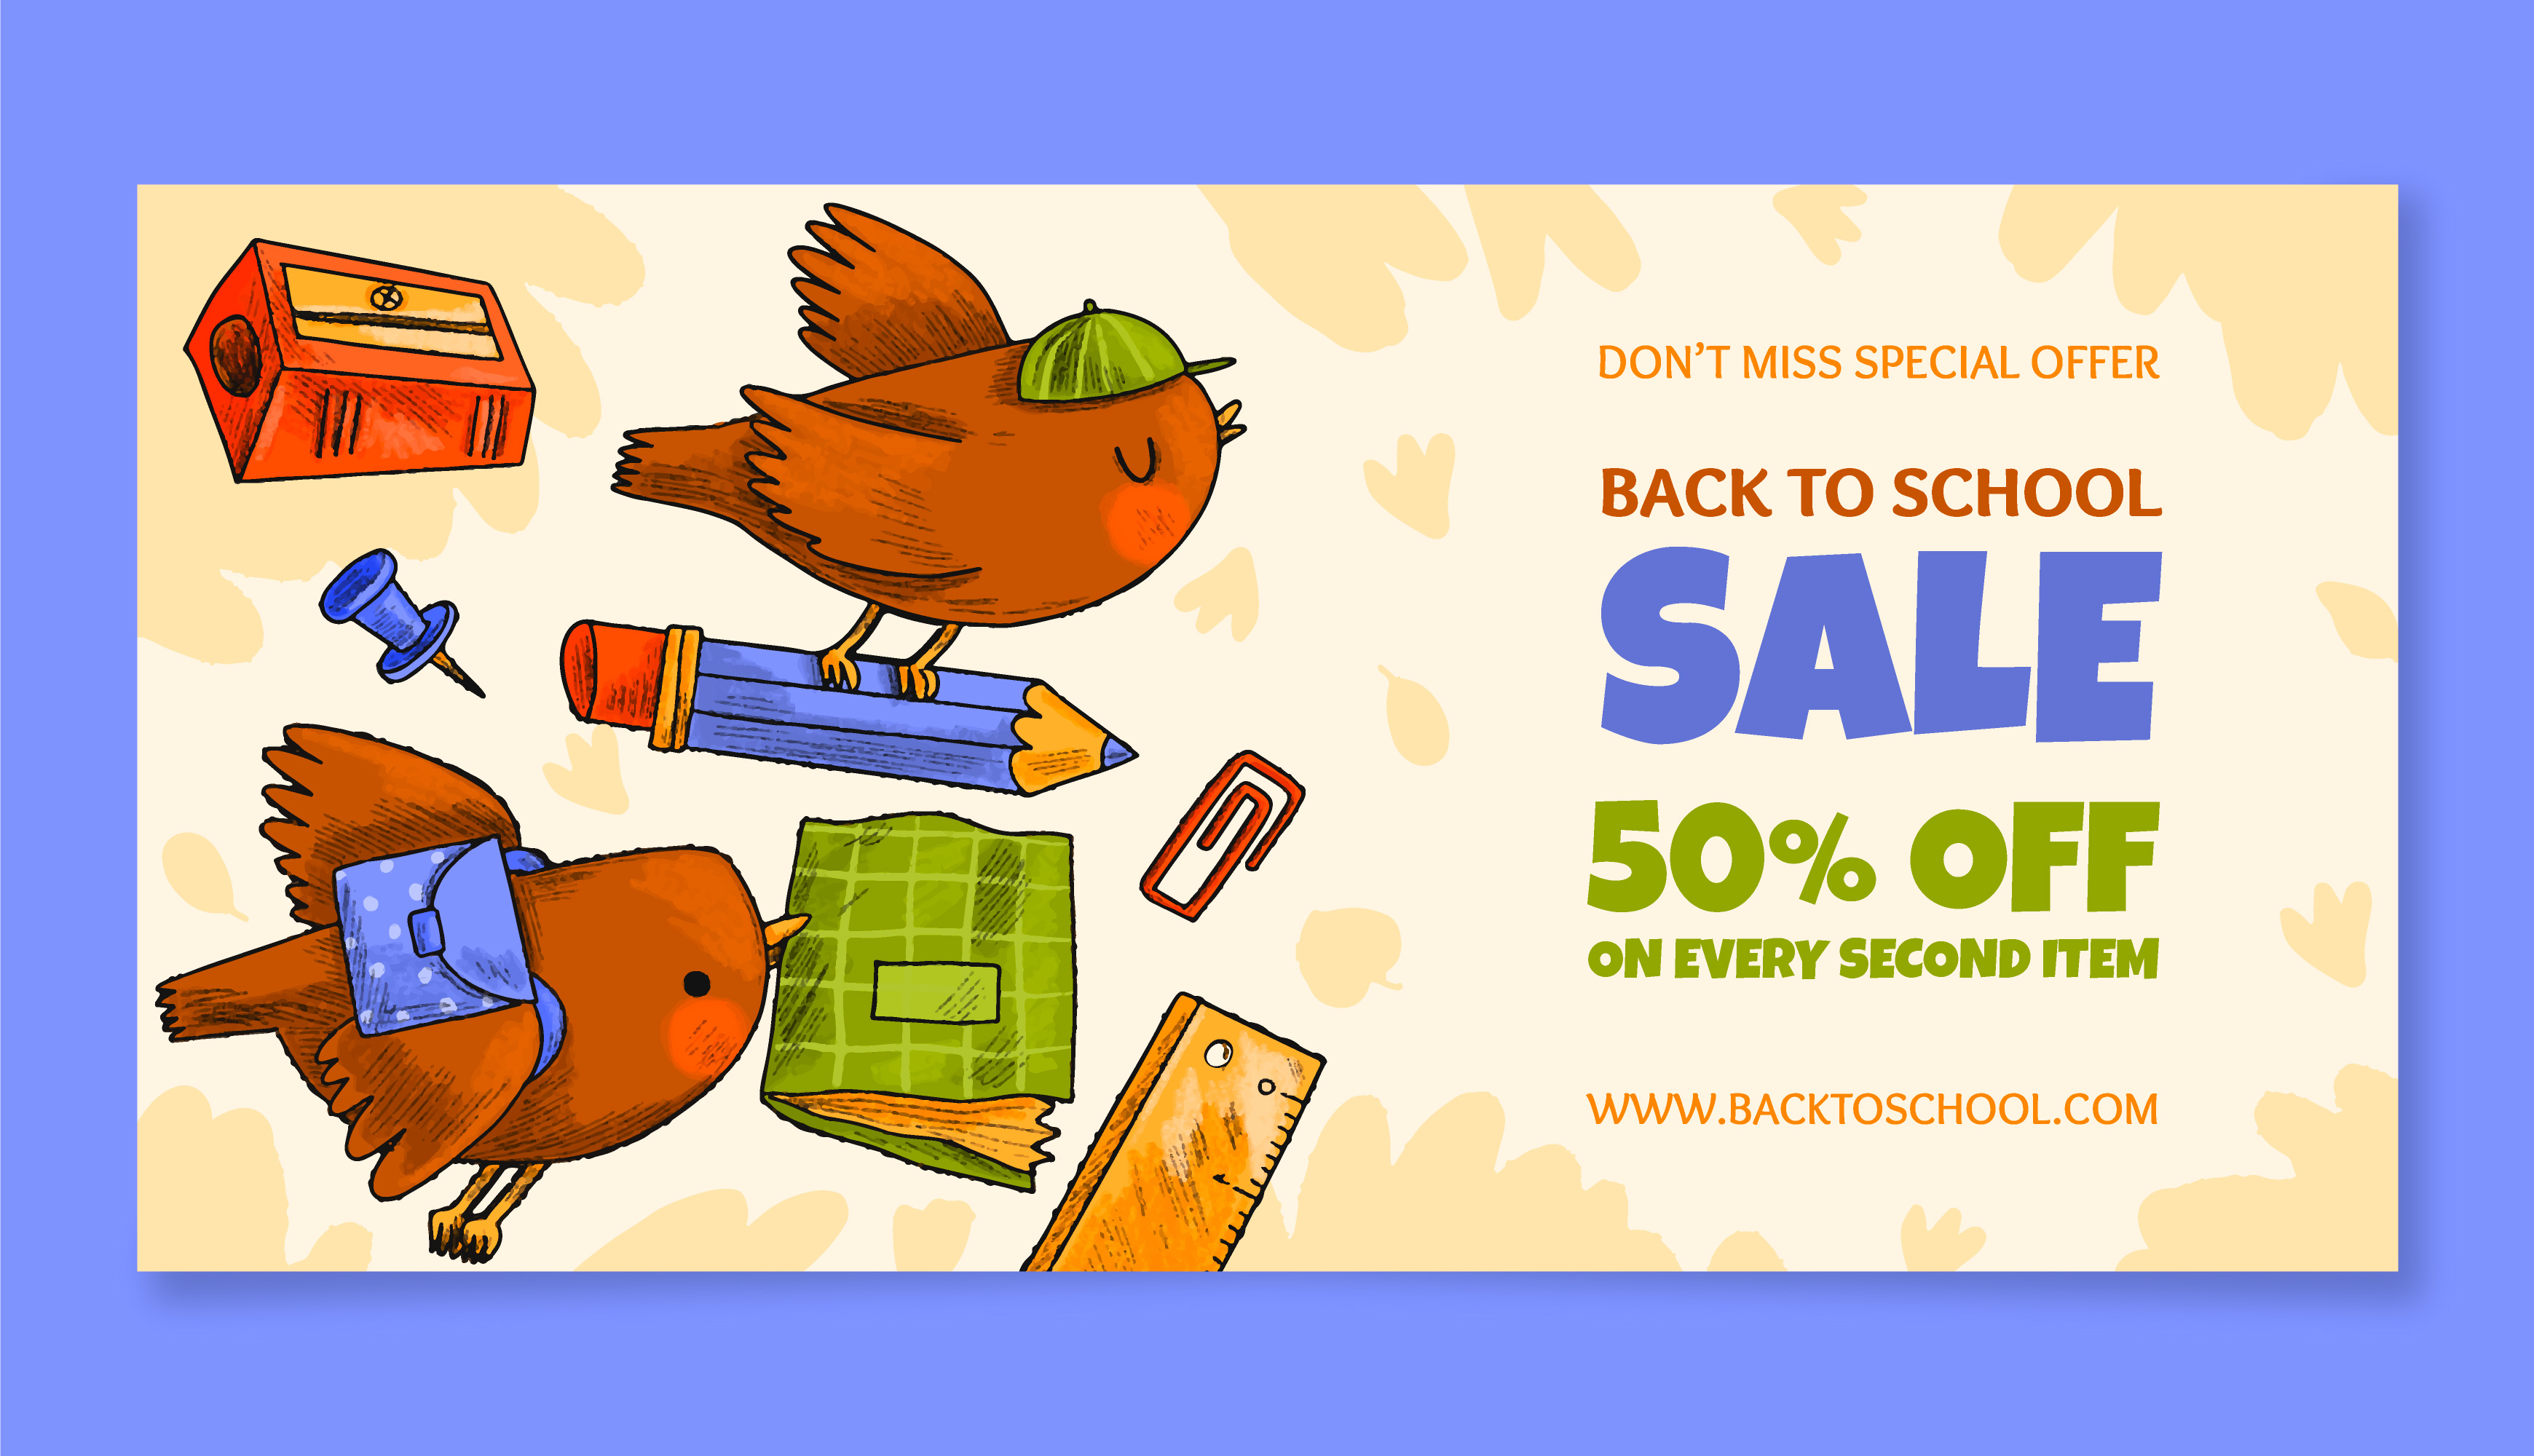 DON'T MISS SPECIAL OFFER
BACK TO SCHOOL
SALE
50% OFF
ON EVERY SECOND ITEM
WWW.BACKTOSCHOOL.COM